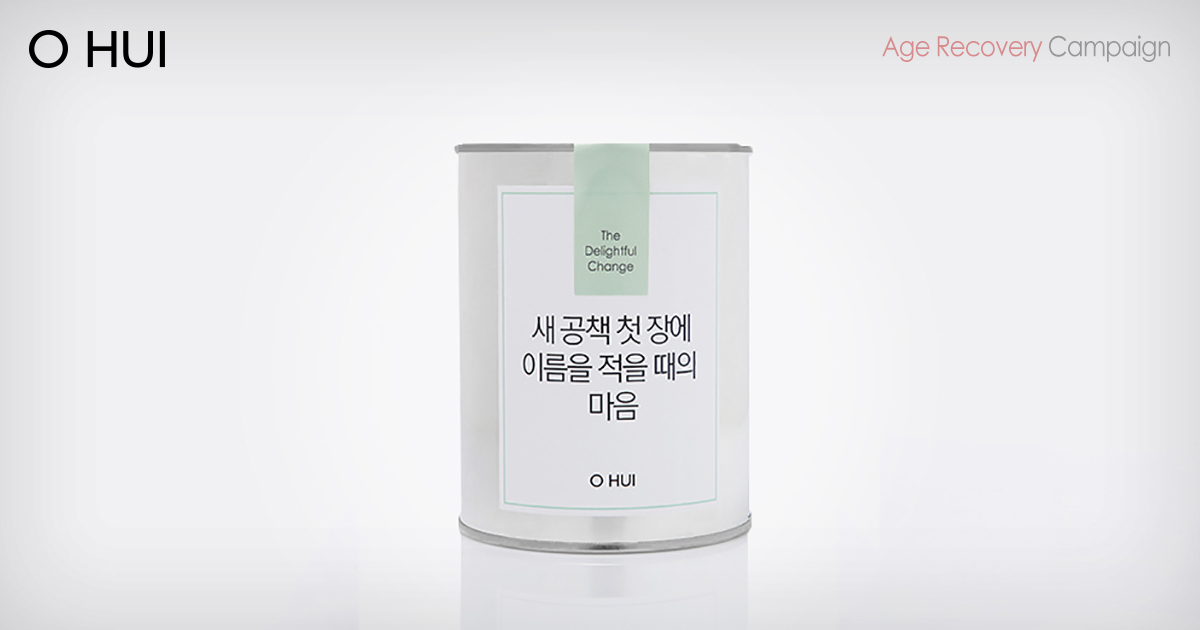 O HUI
Age Recovery Campaign
The
Delightful
Change
새 공책 첫 장에
이름을 적을 때의
마음
O HUI